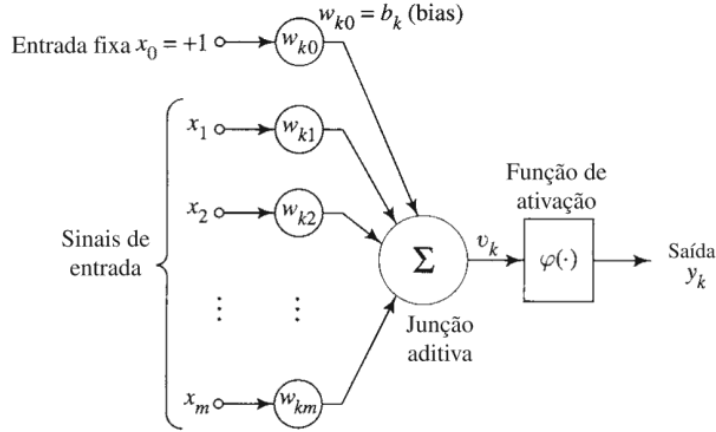 w_{k0} = b_k (bias)
Entrada fixa x_0 = +1
w_{k0}
x_1
w_{k1}
x_2
w_{k2}
Sinais de
entrada
⋮ ⋮
x_m
w_{km}
Σ
Junção
aditiva
v_k
Função de
ativação
φ(·)
Saída
y_k